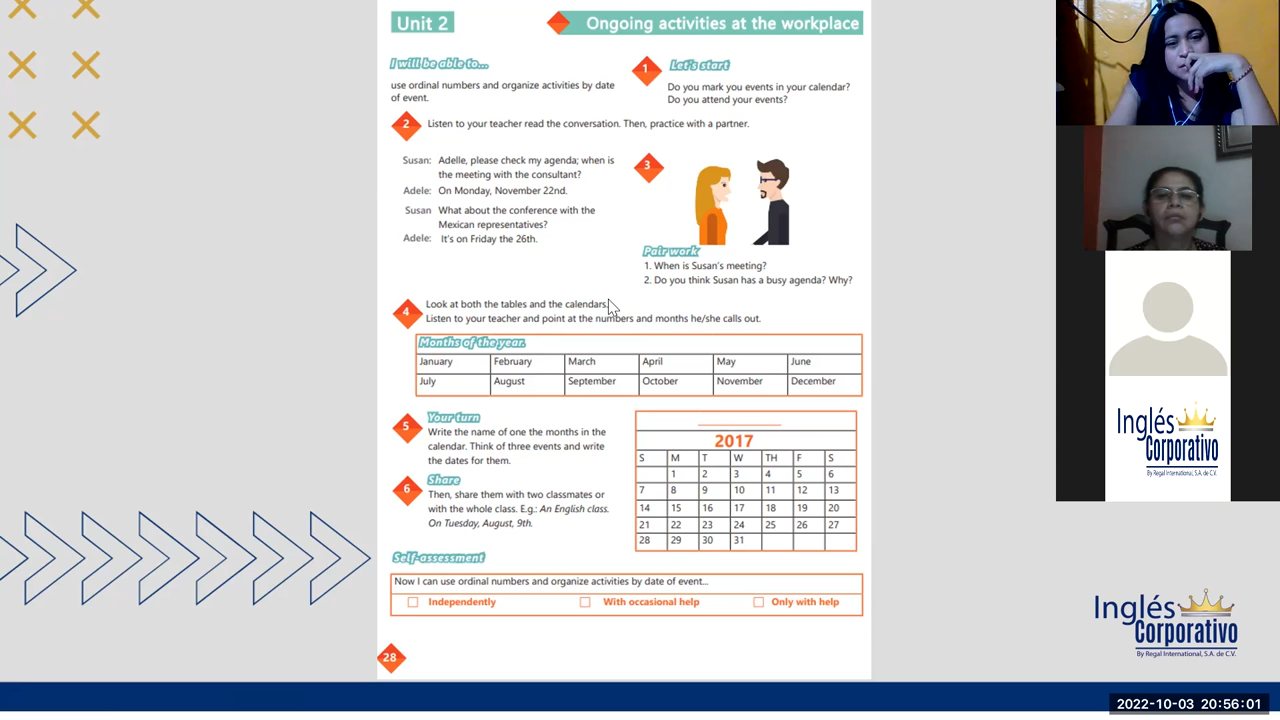 Unit 2
Ongoing activities at the workplace
I will be able to...
use ordinal numbers and organize activities by date
of event.
1
Let's start
Do you mark you events in your calendar?
Do you attend your events?
2
Listen to your teacher read the conversation. Then, practice with a partner.
Susan: Adelle, please check my agenda; when is
the meeting with the consultant?
Adele: On Monday, November 22nd.
Susan What about the conference with the
Mexican representatives?
Adele: It's on Friday the 26th.
3
Pair work
1. When is Susan's meeting?
2. Do you think Susan has a busy agenda? Why?
4
Look at both the tables and the calendars.
Listen to your teacher and point at the numbers and months he/she calls out.
Months of the year.
January February March April May June
July August September October November December
5
Your turn
Write the name of one the months in the
calendar. Think of three events and write
the dates for them.
6
Share
Then, share them with two classmates or
with the whole class. E.g.: An English class.
On Tuesday, August, 9th.
2017
S M T W TH F S
1 2 3 4 5 6
7 8 9 10 11 12 13
14 15 16 17 18 19 20
21 22 23 24 25 26 27
28 29 30 31
Self-assessment
Now I can use ordinal numbers and organize activities by date of event...
Independently With occasional help Only with help
28
Inglés
Corporativo
By Regal International, S.A. de C.V.
Inglés
Corporativo
By Regal International, S.A. de C.V.
2022-10-03 20:56:01